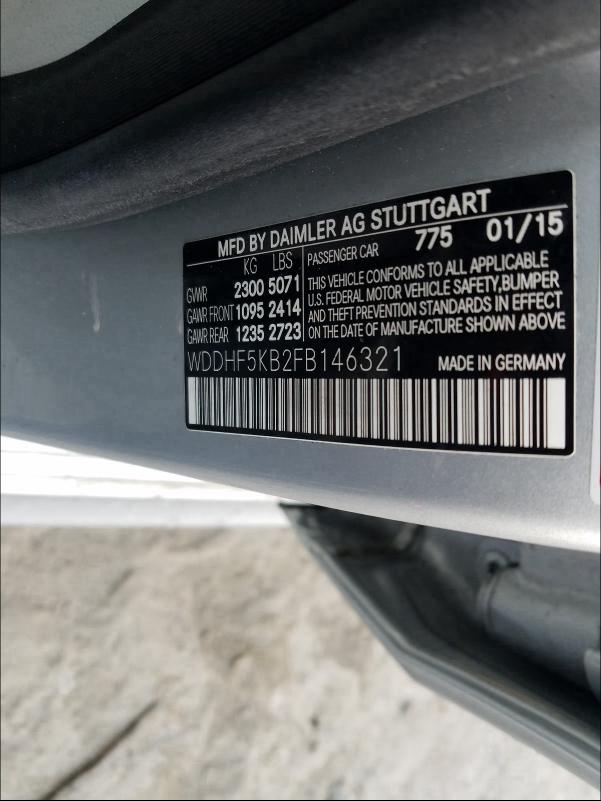 MFD BY DAIMLER AG STUTTGART
KG LBS
GVWR 2300 5071
GAWR FRONT 1095 2414
GAWR REAR 1235 2723
PASSENGER CAR 775 01/15
THIS VEHICLE CONFORMS TO ALL APPLICABLE
U.S. FEDERAL MOTOR VEHICLE SAFETY,BUMPER
AND THEFT PREVENTION STANDARDS IN EFFECT
ON THE DATE OF MANUFACTURE SHOWN ABOVE
WDDHF5KB2FB146321 MADE IN GERMANY